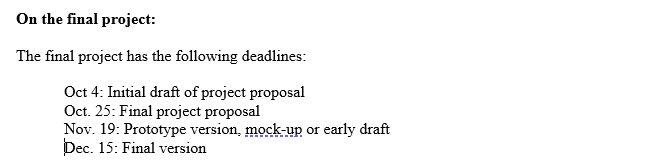 On the final project:
The final project has the following deadlines:
Oct 4: Initial draft of project proposal
Oct. 25: Final project proposal
Nov. 19: Prototype version, mock-up or early draft
Dec. 15: Final version